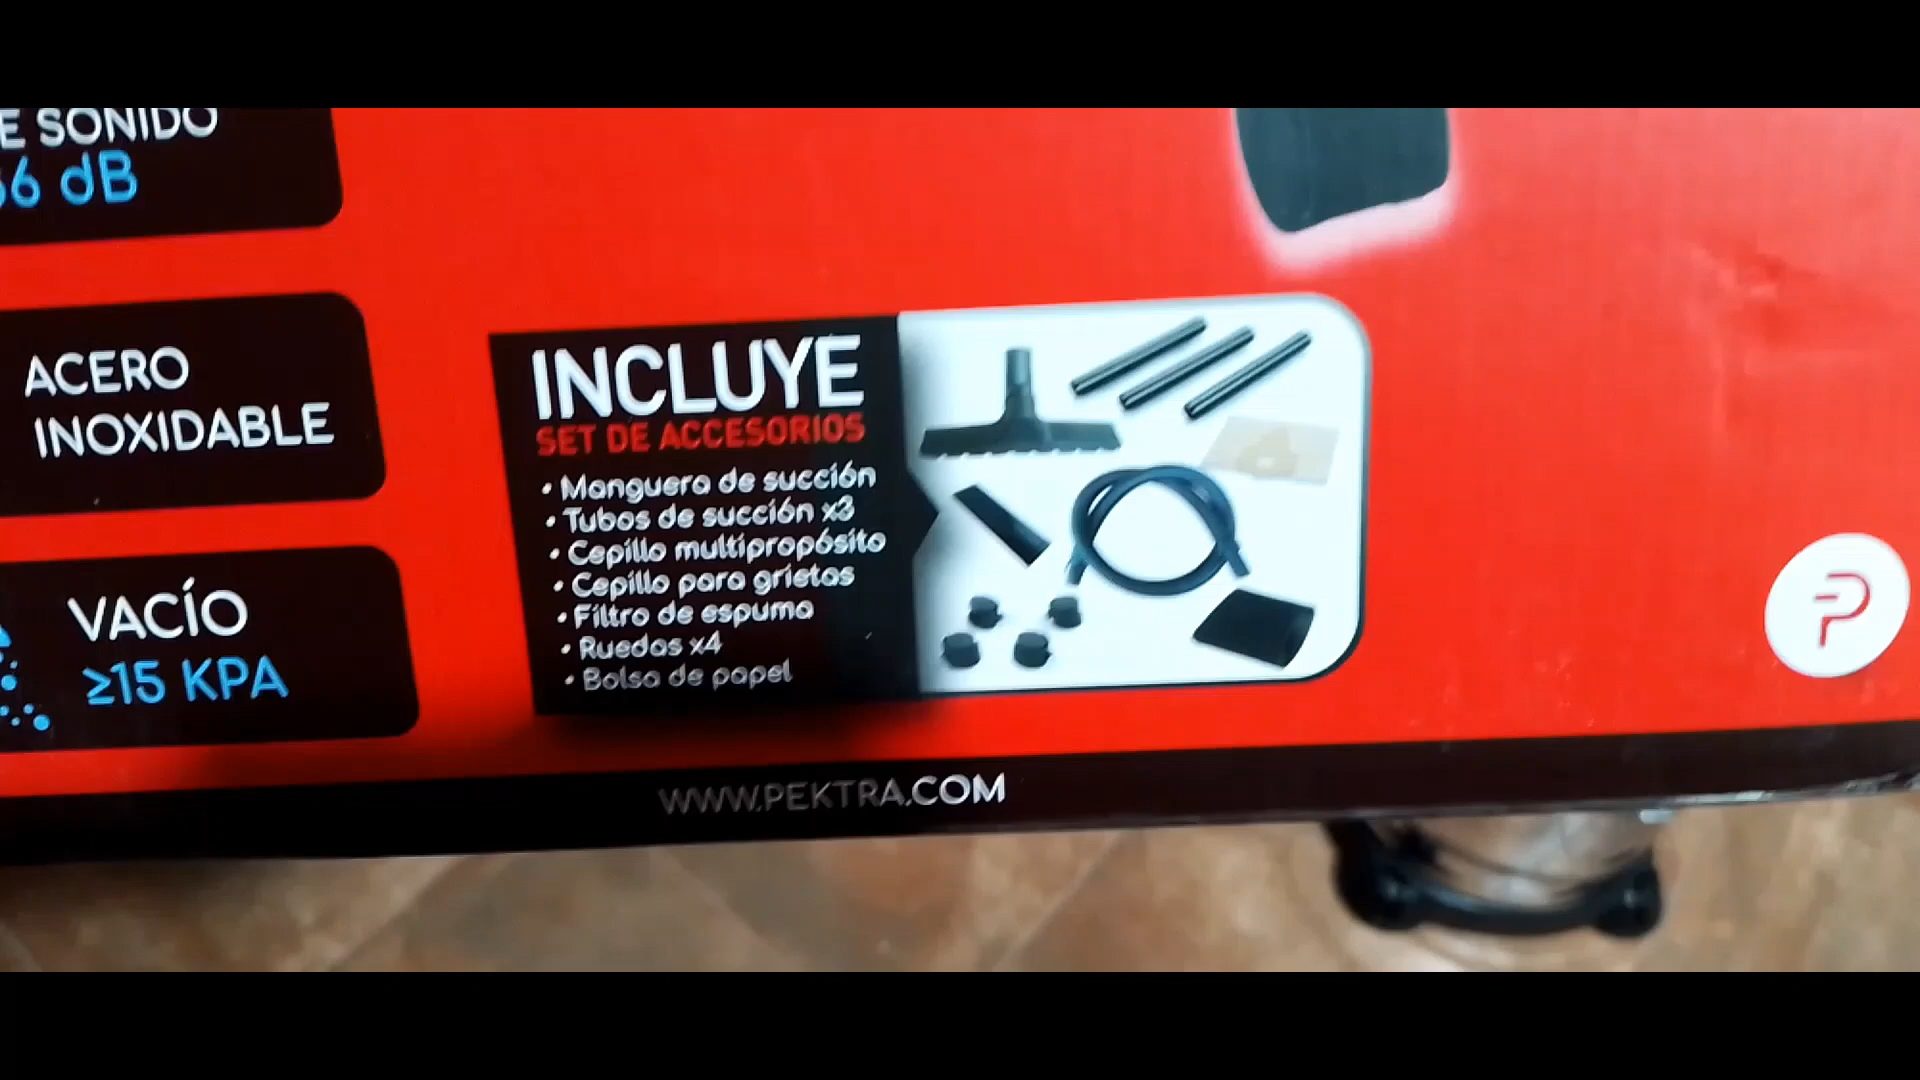 E SONIDO
6 dB
ACERO
INOXIDABLE
VACÍO
≥15 KPA
INCLUYE
SET DE ACCESORIOS
• Manguera de succión
• Tubos de succión x3
• Cepillo multipropósito
• Cepillo para grietas
• Filtro de espuma
• Ruedas x4
• Bolsa de papel
P
WWW.PEKTRA.COM